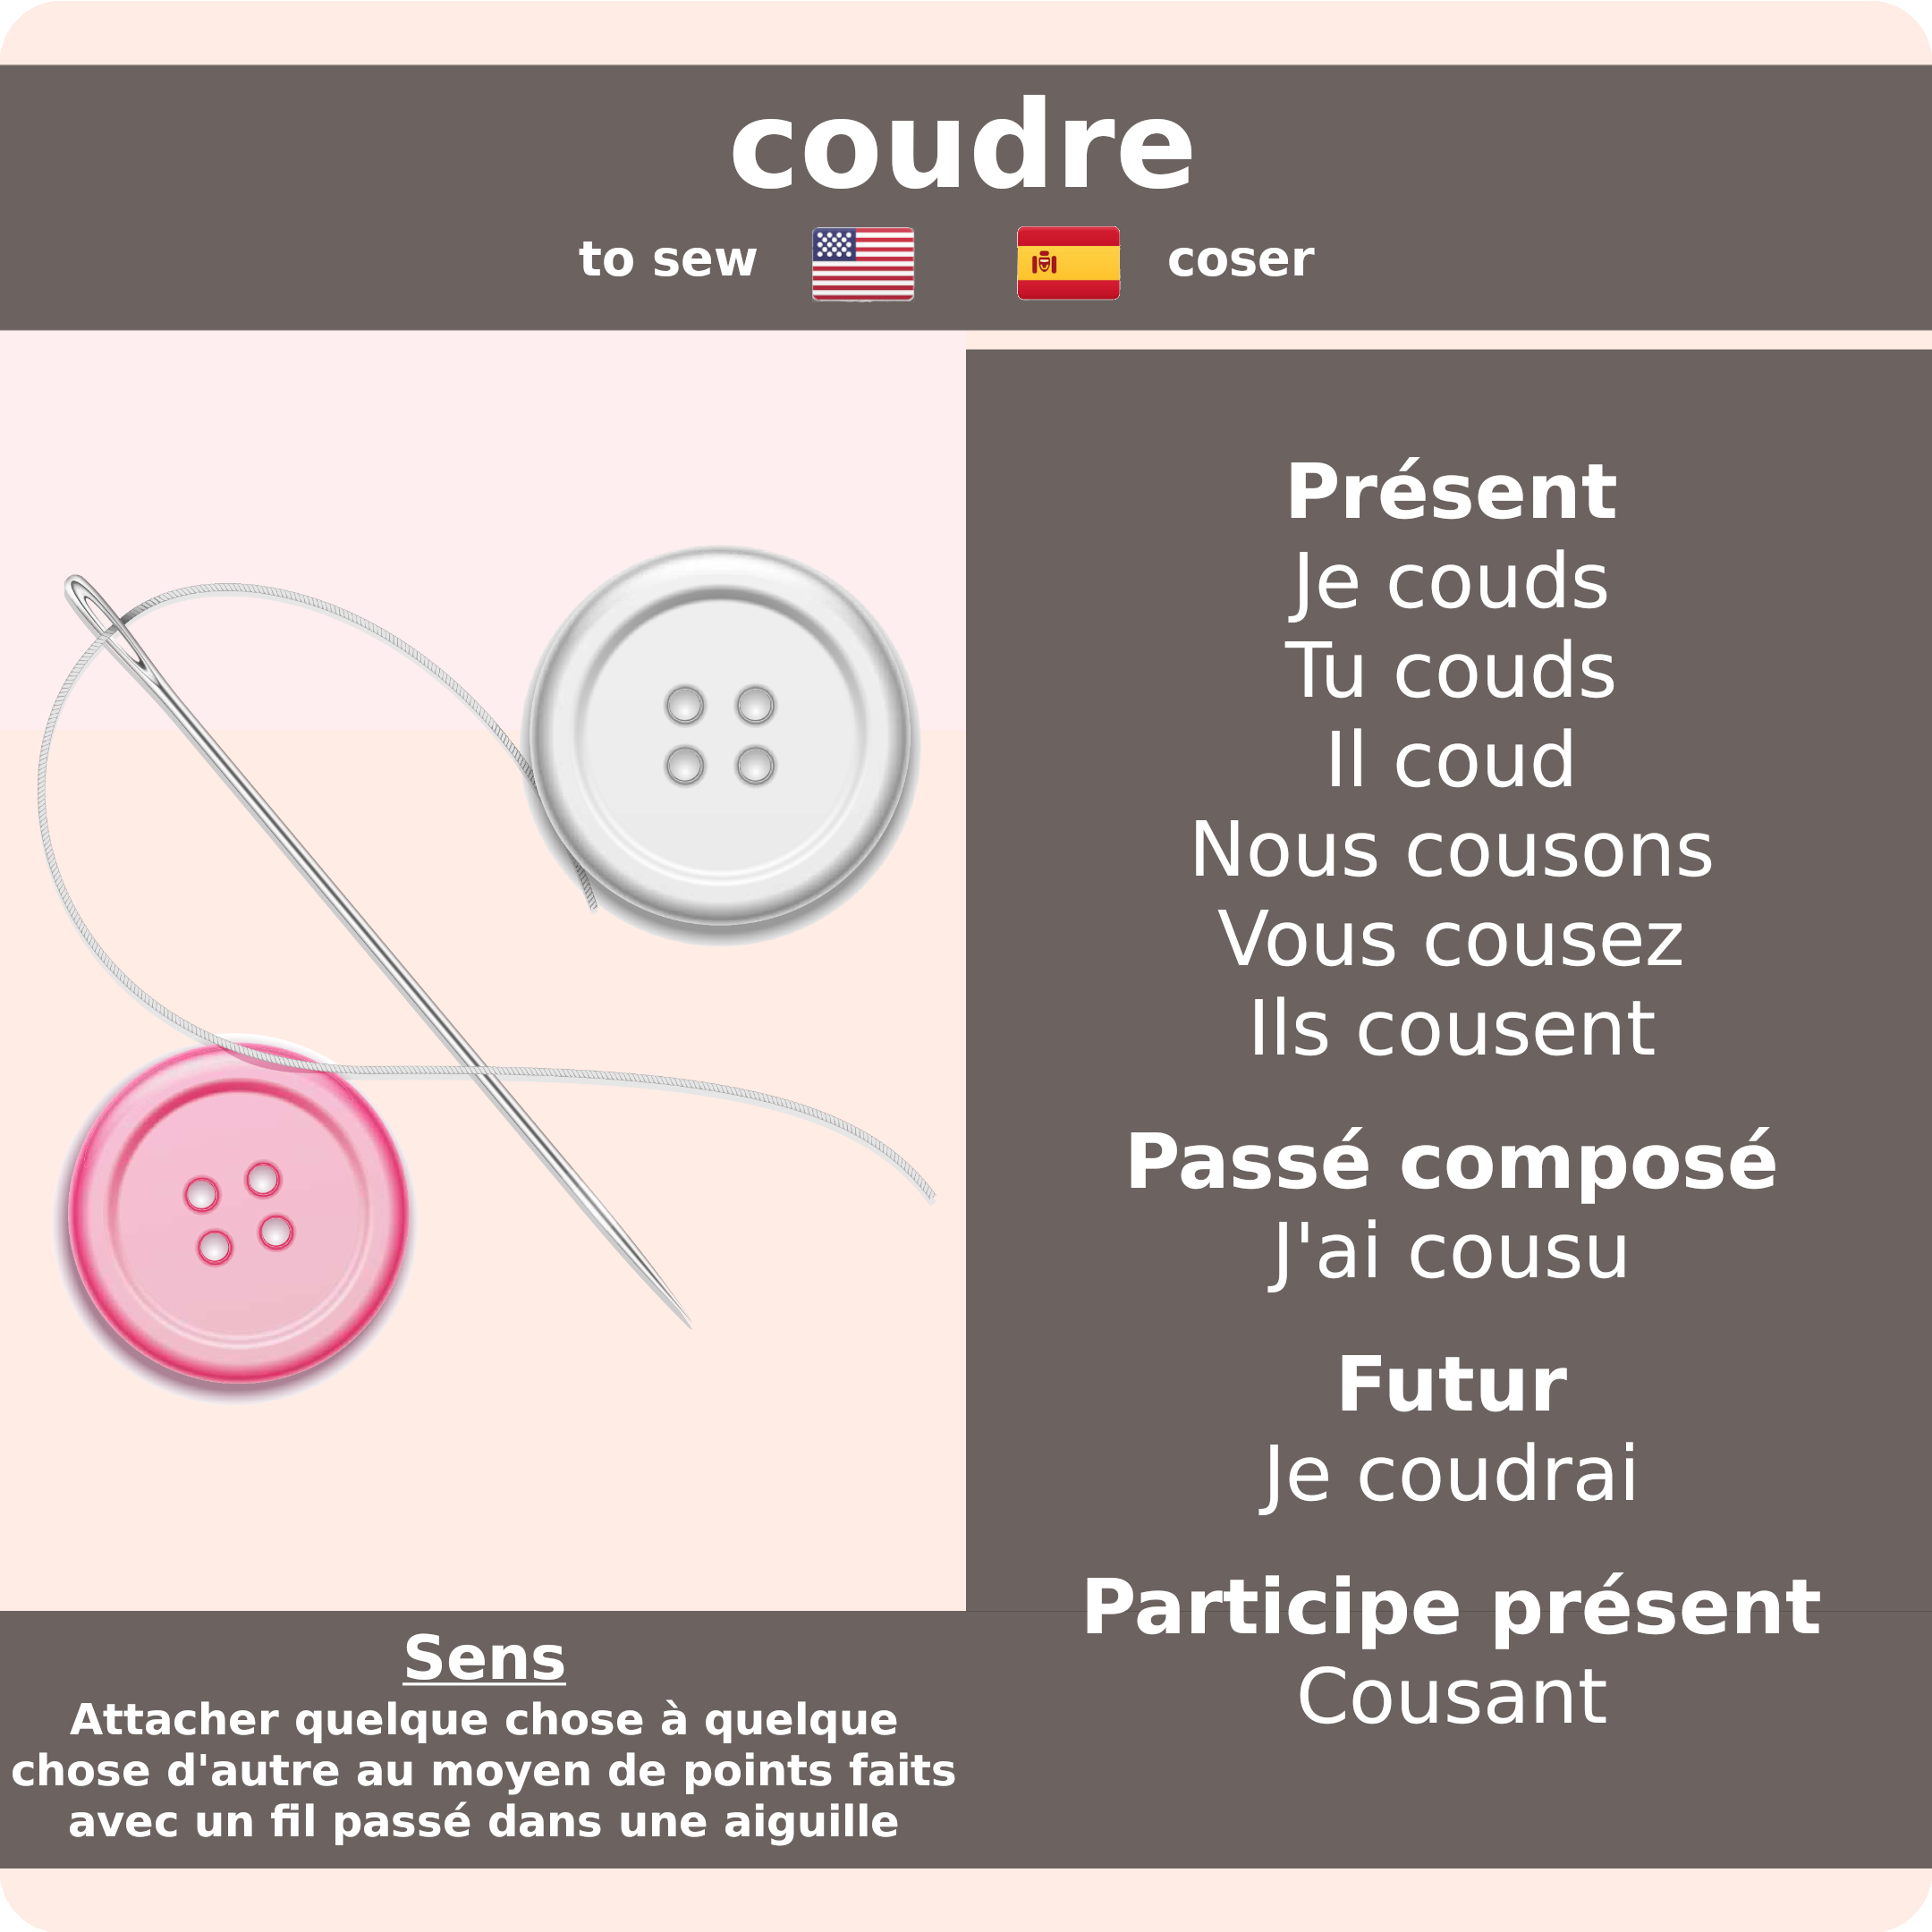 coudre
to sew
coser
Présent
Je couds
Tu couds
Il coud
Nous cousons
Vous cousez
Ils cousent
Passé composé
J'ai cousu
Futur
Je coudrai
Participe présent
Cousant
Sens
Attacher quelque chose à quelque
chose d'autre au moyen de points faits
avec un fil passé dans une aiguille